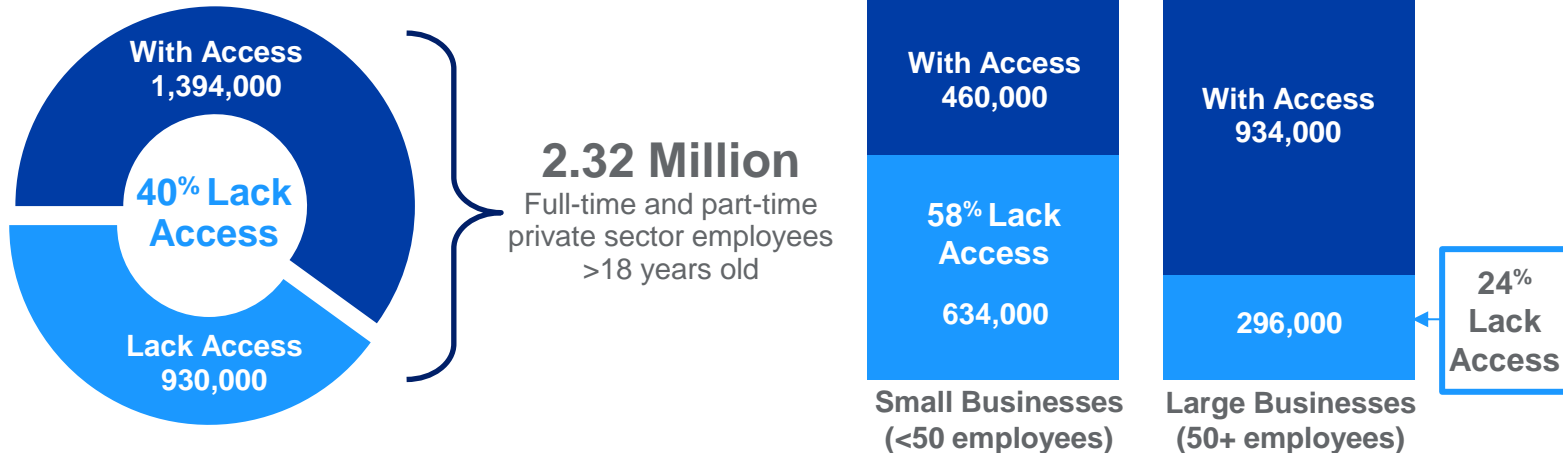 With Access
1,394,000
40% Lack
Access
Lack Access
930,000
2.32 Million
Full-time and part-time
private sector employees
>18 years old
With Access
460,000
58% Lack
Access
634,000
Small Businesses
(<50 employees)
With Access
934,000
296,000
Large Businesses
(50+ employees)
24%
Lack
Access